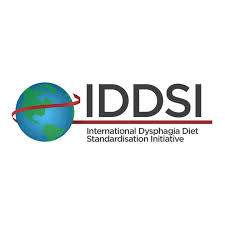 IDDSI
International Dysphagia Diet
Standardisation Initiative